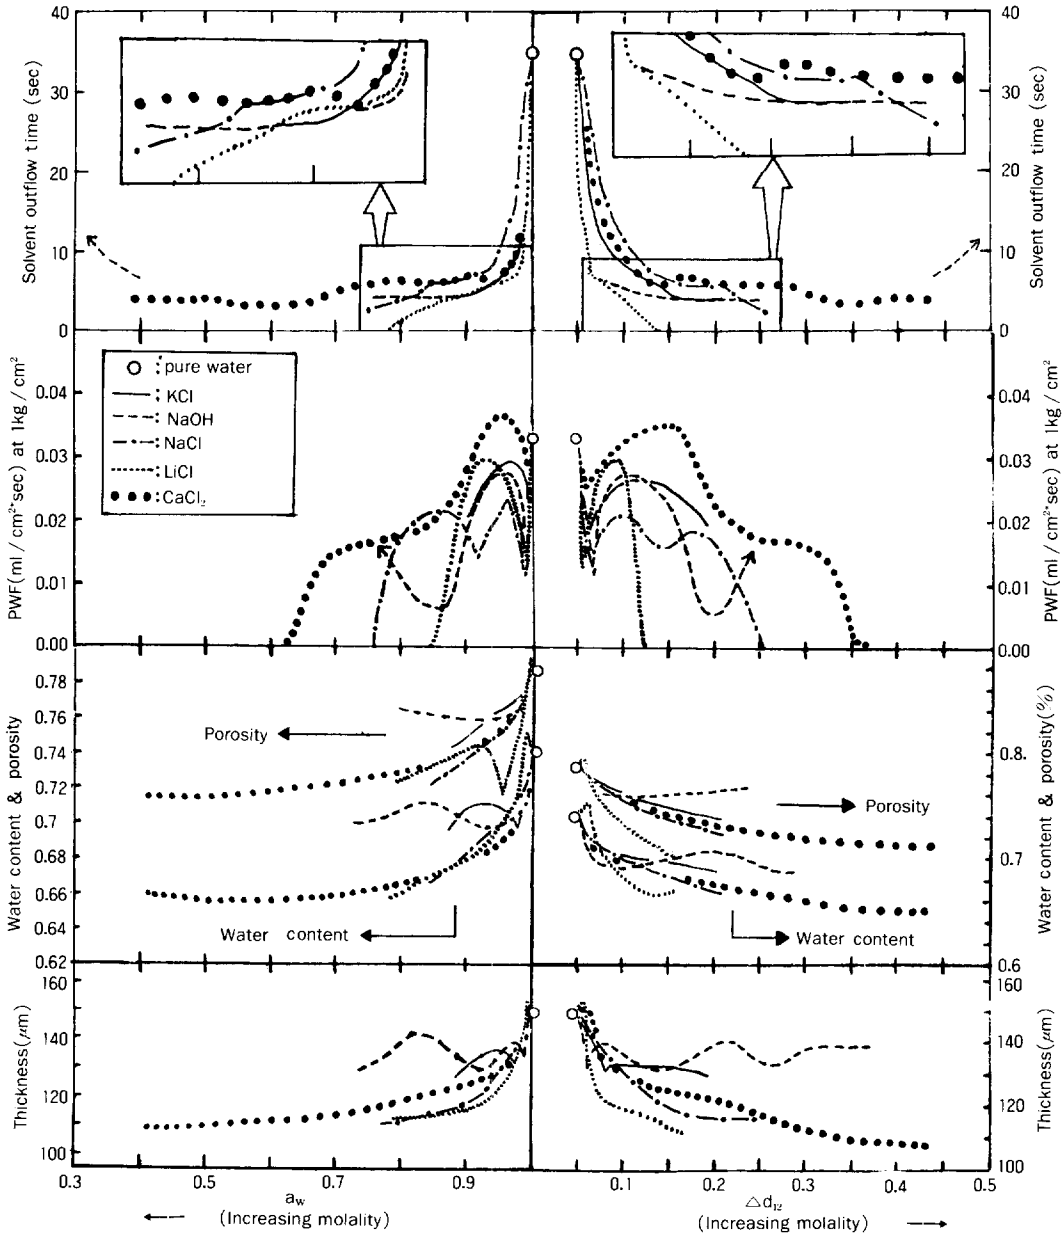 Solvent outflow time (sec)
40
30
20
10
0
40
30
20
10
0
Solvent outflow time (sec)
PWF(ml/cm²·sec) at 1kg/cm²
0.04
0.03
0.02
0.01
0.00
: pure water
: KCl
: NaOH
: NaCl
: LiCl
: CaCl₂
0.04
0.03
0.02
0.01
0.00
PWF(ml/cm²·sec) at 1kg/cm²
Water content & porosity
0.78
0.76
0.74
0.72
0.7
0.68
0.66
0.64
0.62
Porosity
Water content
Porosity
Water content
0.8.
0.7
0.6
Water content & porosity(%)
Thickness(μm)
160
140
120
100
160
140
120
100
Thickness(μm)
0.3
0.5
0.7
0.9
0.1
0.2
0.3
0.4
0.5
a_w
Δd₁₂
(Increasing molality)
(Increasing molality)